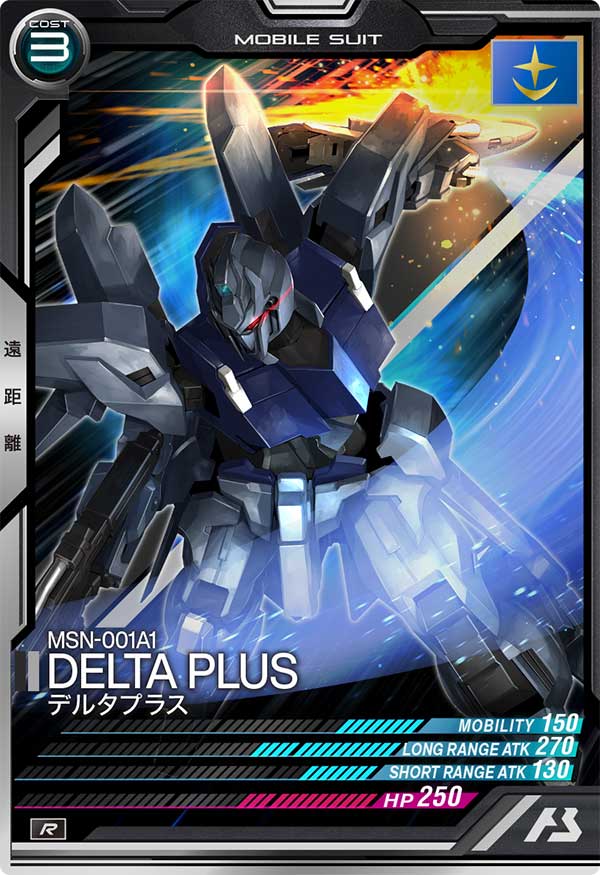 COST
3
MOBILE SUIT
遠距離
MSN-001A1
DELTA PLUS
デルタプラス
MOBILITY 150
LONG RANGE ATK 270
SHORT RANGE ATK 130
HP 250
R